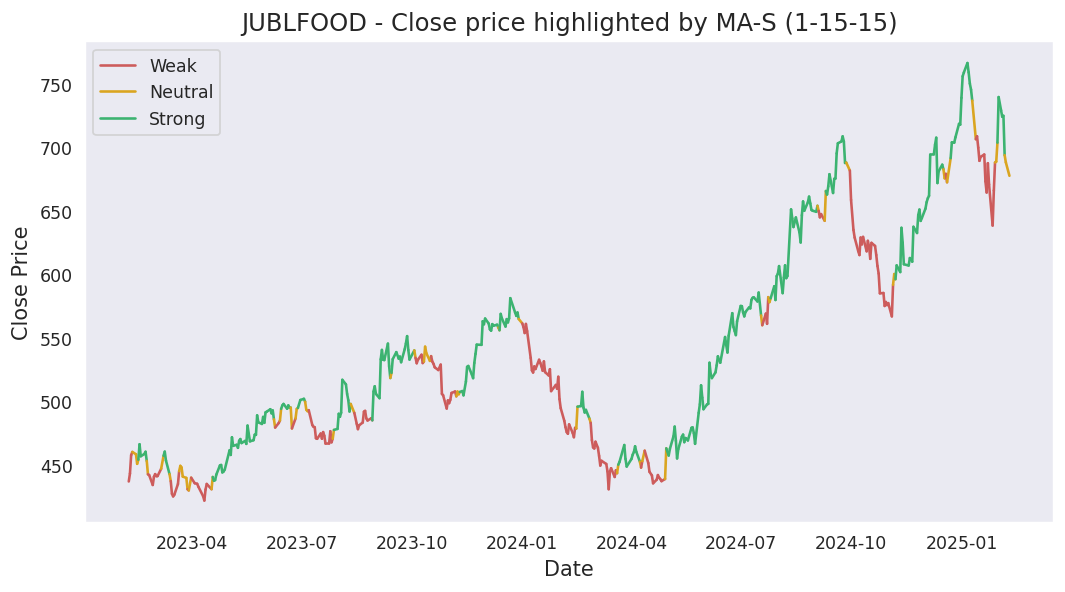 JUBLFOOD - Close price highlighted by MA-S (1-15-15)
Weak
Neutral
Strong
Close Price
750
700
650
600
550
500
450
2023-04 2023-07 2023-10 2024-01 2024-04 2024-07 2024-10 2025-01
Date